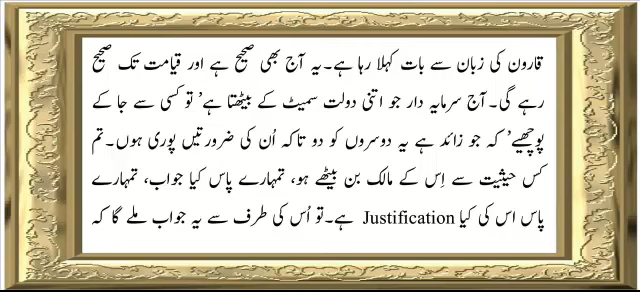 قارون کی زبان سے بات کہلا رہا ہے۔ یہ آج بھی صحیح ہے اور قیامت تک صحیح
رہے گی۔ آج سرمایہ دار جو اتنی دولت سمیٹ کے بیٹھتا ہے’ تو کسی سے جا کے
پوچھیے’ کہ جو زائد ہے یہ دوسروں کو دو تاکہ اُن کی ضرورتیں پوری ہوں۔ تم
کس حیثیت سے اِس کے مالک بن بیٹھے ہو، تمہارے پاس کیا جواب، تمہارے
پاس اس کی کیا Justification ہے۔ تو اُس کی طرف سے یہ جواب ملے گا کہ